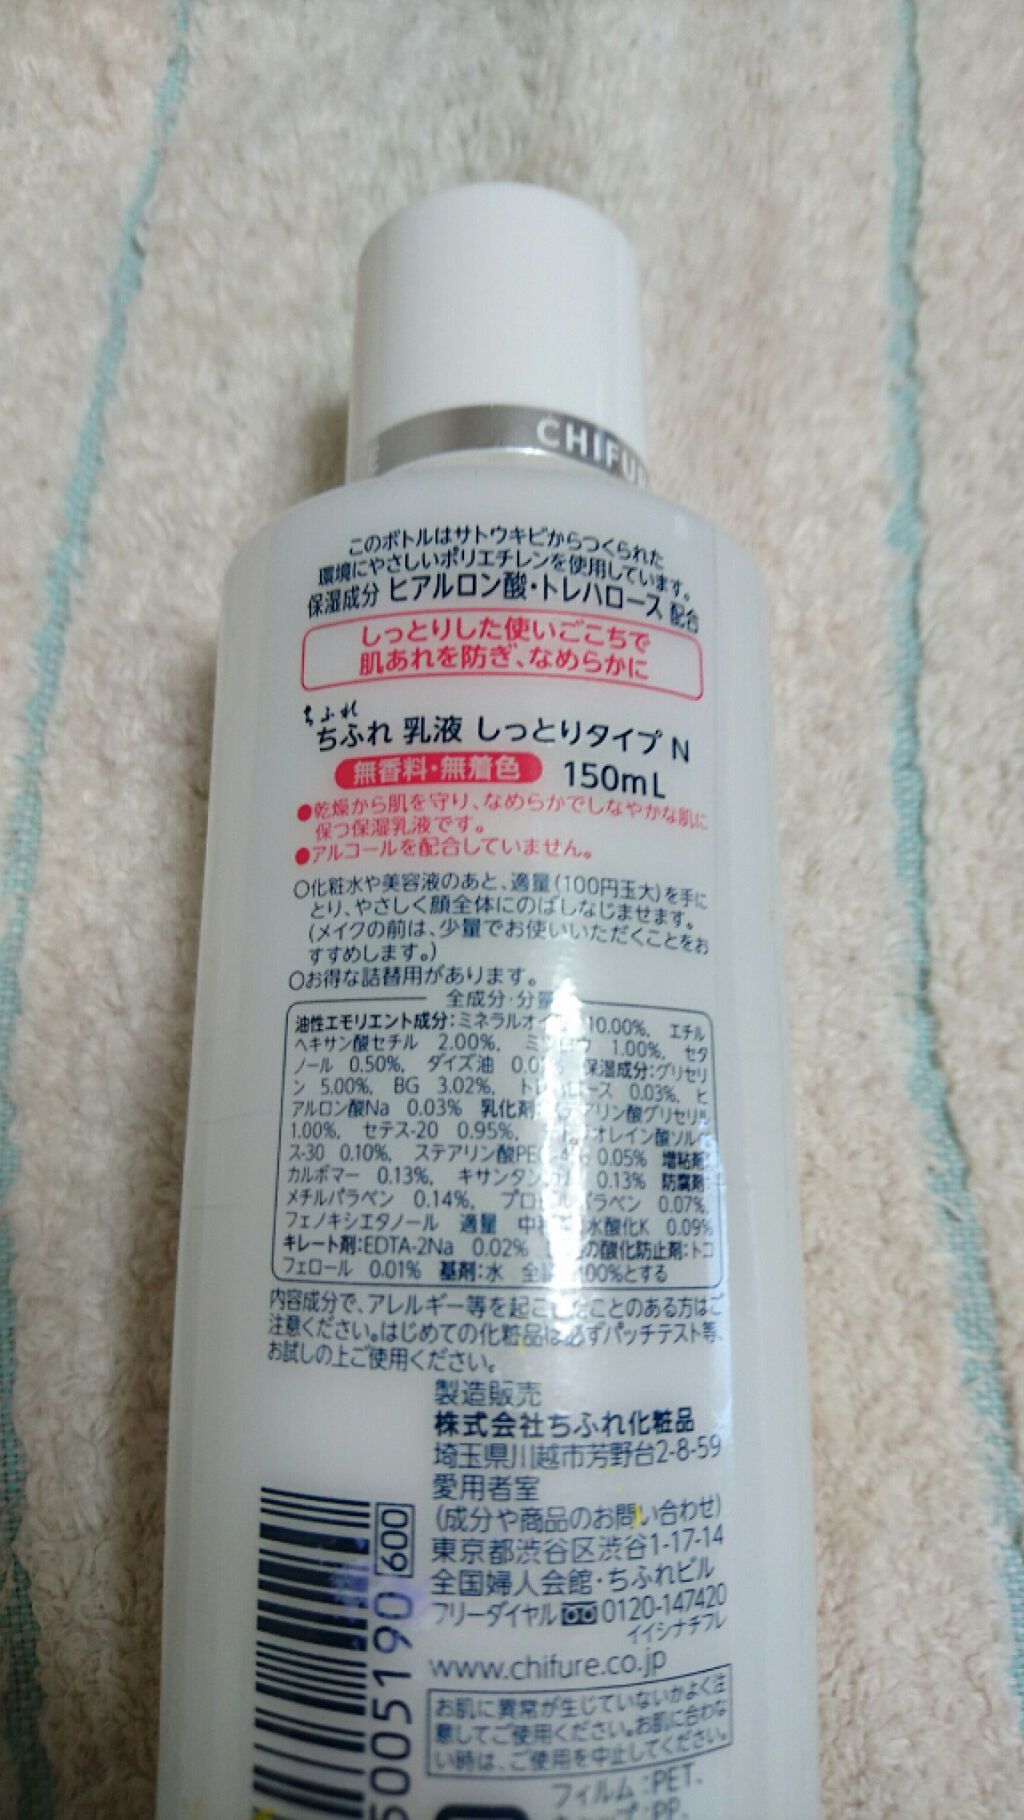 CHIFU
このボトルはサトウキビからつくられた
環境にやさしいポリエチレンを使用しています。
保湿成分 ヒアルロン酸・トレハロース 配合
しっとりした使いごこちで
肌あれを防ぎ、なめらかに
ちふれ
ちふれ 乳液 しっとりタイプ N
無香料・無着色 150mL
●乾燥から肌を守り、なめらかでしなやかな肌に
保つ保湿乳液です。
●アルコールを配合していません。
○化粧水や美容液のあと、適量(100円玉大)を手に
とり、やさしく顔全体にのばしなじませます。
(メイクの前は、少量でお使いいただくことをお
すすめします。)
○お得な詰替用があります。
全成分・分量
油性エモリエント成分:ミネラルオイル 10.00%, エチル
ヘキサン酸セチル 2.00%, ミツロウ 1.00%, セタ
ノール 0.50%, ダイズ油 保湿成分:グリセリ
ン 5.00%, BG 3.02%, トレハロース 0.03%, ヒ
アルロン酸Na 0.03% 乳化剤:ステアリン酸グリセリル
1.00%, セテス-20 0.95%, テトラオレイン酸ソルベ
ス-30 0.10%, ステアリン酸PEG- 0.05% 増粘剤:
カルボマー 0.13%, キサンタンガム 0.13% 防腐剤:
メチルパラベン 0.14%, プロピルパラベン 0.07%,
フェノキシエタノール 適量 中和剤:水酸化K 0.09%
キレート剤:EDTA-2Na 0.02% の酸化防止剤:トコ
フェロール 0.01% 基剤:水 全量を100%とする
内容成分で、アレルギー等を起こしたことのある方はご
注意ください。はじめての化粧品は必ずパッチテスト等、
お試しの上ご使用ください。
製造販売
株式会社ちふれ化粧品
埼玉県川越市芳野台2-8-59
愛用者室
(成分や商品のお問い合わせ)
東京都渋谷区渋谷1-17-14
全国婦人会館・ちふれビル
フリーダイヤル 0120-147420
イイシナチフレ
www.chifure.co.jp
お肌に異常が生じていないかよく注
意してご使用ください。お肌に合わな
い時は、ご使用を中止してください。
フィルム:PET、
キャップ:PP、
5005190 600